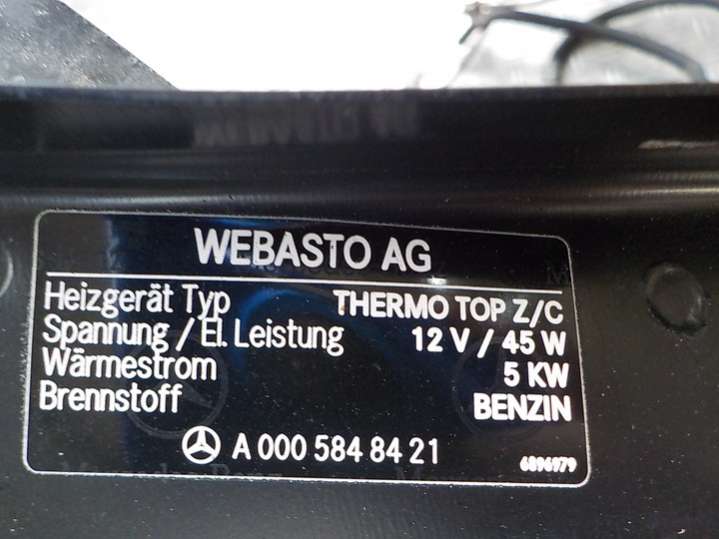 WEBASTO AG
Heizgerät Typ THERMO TOP Z/C
Spannung / El. Leistung 12 V / 45 W
Wärmestrom 5 KW
Brennstoff BENZIN
A 000 584 84 21
6896979